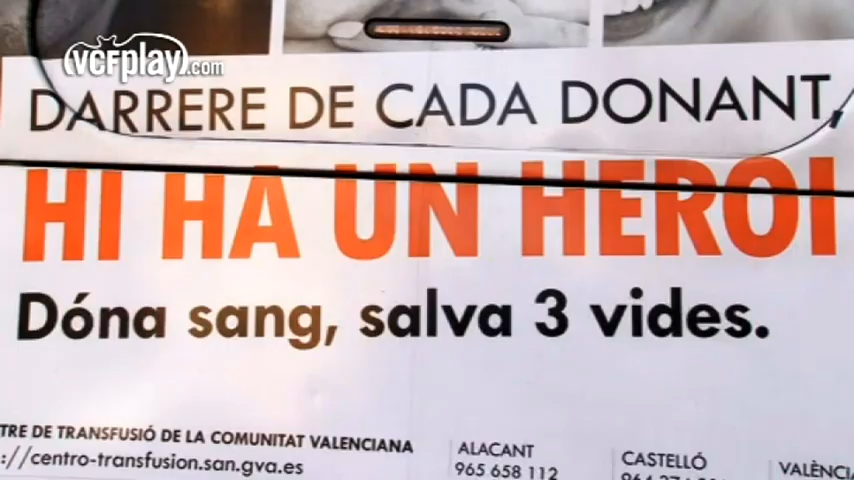 VCFplay.com
DARRERE DE CADA DONANT,
HI HA UN HEROI
Dóna sang, salva 3 vides.
TRE DE TRANSFUSIÓ DE LA COMUNITAT VALENCIANA
://centro-transfusion.san.gva.es
ALACANT
965 658 112
CASTELLÓ
VALÈNCI